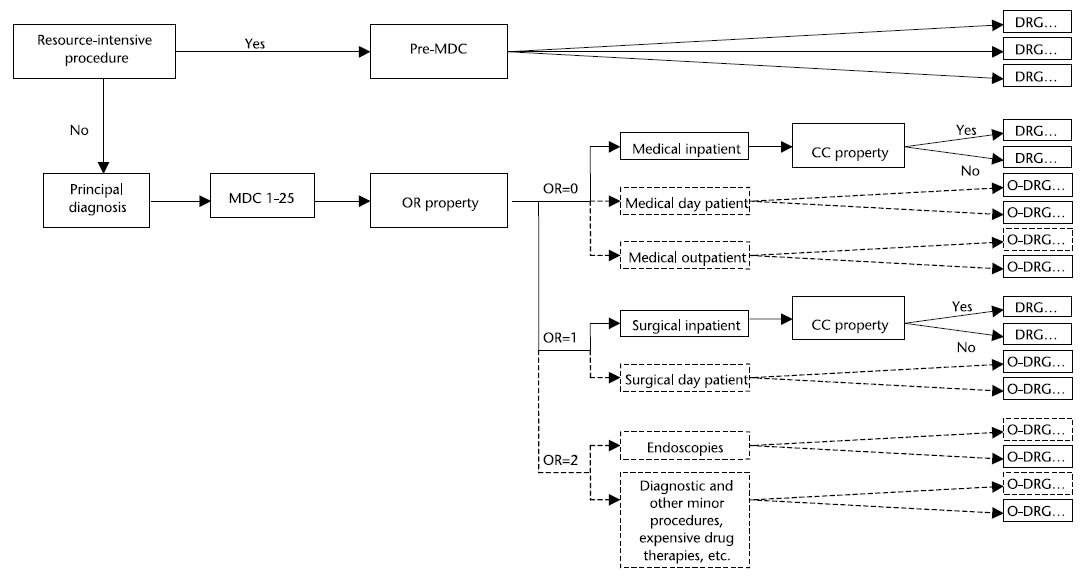 Resource-intensive
procedure
Yes
Pre-MDC
DRG...
DRG...
DRG...
No
Principal
diagnosis
MDC 1-25
OR property
OR=0
Medical inpatient
CC property
Yes
No
DRG...
DRG...
Medical day patient
O-DRG...
O-DRG...
Medical outpatient
O-DRG...
O-DRG...
OR=1
Surgical inpatient
CC property
Yes
No
DRG...
DRG...
Surgical day patient
O-DRG...
O-DRG...
OR=2
Endoscopies
O-DRG...
O-DRG...
Diagnostic and
other minor
procedures,
expensive drug
therapies, etc.
O-DRG...
O-DRG...